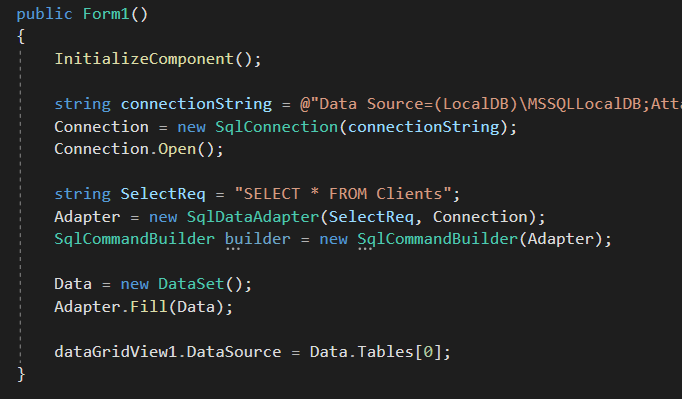 public Form1()
{
InitializeComponent();
string connectionString = @"Data Source=(LocalDB)\MSSQLLocalDB;Atta
Connection = new SqlConnection(connectionString);
Connection.Open();
string SelectReq = "SELECT * FROM Clients";
Adapter = new SqlDataAdapter(SelectReq, Connection);
SqlCommandBuilder builder = new SqlCommandBuilder(Adapter);
Data = new DataSet();
Adapter.Fill(Data);
dataGridView1.DataSource = Data.Tables[0];
}